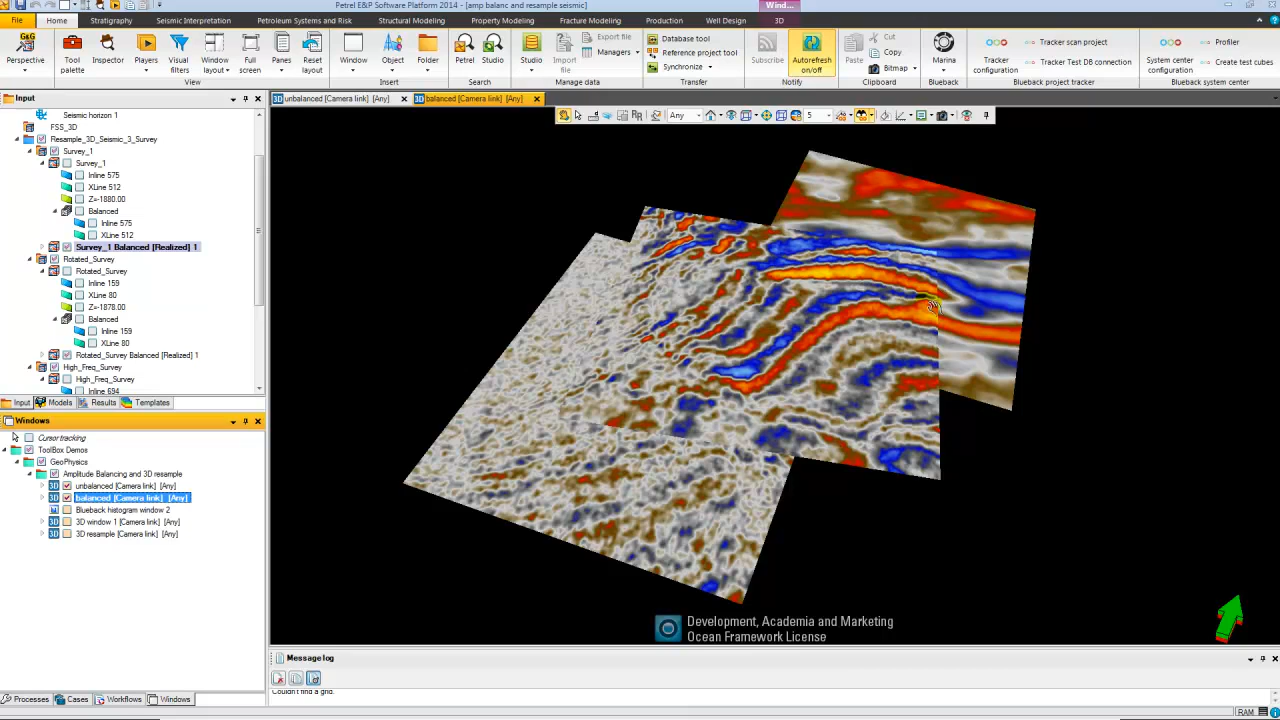 Petrel E&P Software Platform 2014 - [amp balanc and resample seismic]
Wind...
File
Home
Stratigraphy
Seismic Interpretation
Petroleum Systems and Risk
Structural Modeling
Property Modeling
Fracture Modeling
Production
Well Design
3D
G&G
Perspective
Tool palette
Inspector
Players
Visual filters
Window layout
Full screen
Panes
Reset layout
View
Window
Object
Folder
Insert
Petrel
Studio
Search
Studio
Import file
Export file
Managers
Manage data
Database tool
Reference project tool
Synchronize
Transfer
Subscribe
Autorefresh on/off
Notify
Paste
Cut
Copy
Bitmap
Clipboard
Marina
Blueback
Tracker configuration
Tracker scan project
Tracker Test DB connection
Blueback project tracker
System center configuration
Profiler
Create test cubes
Blueback system center
Input
Seismic horizon 1
FSS_3D
Resample_3D_Seismic_3_Survey
Survey_1
Survey_1
Inline 575
XLine 512
Z=-1880.00
Balanced
Inline 575
XLine 512
Survey_1 Balanced [Realized] 1
Rotated_Survey
Rotated_Survey
Inline 159
XLine 80
Z=-1878.00
Balanced
Inline 159
XLine 80
Rotated_Survey Balanced [Realized] 1
High_Freq_Survey
High_Freq_Survey
Inline 694
Input
Models
Results
Templates
Windows
Cursor tracking
ToolBox Demos
GeoPhysics
Amplitude Balancing and 3D resample
unbalanced [Camera link] [Any]
balanced [Camera link] [Any]
Blueback histogram window 2
3D window 1 [Camera link] [Any]
3D resample [Camera link] [Any]
Processes
Cases
Workflows
Windows
3D unbalanced [Camera link] [Any]
3D balanced [Camera link] [Any]
Any
5
Development, Academia and Marketing
Ocean Framework License
Message log
Couldn't find a grid.
RAM